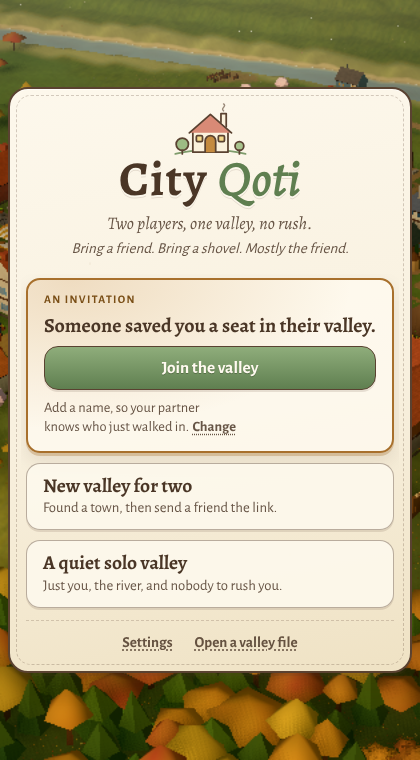 City Qoti
Two players, one valley, no rush.
Bring a friend. Bring a shovel. Mostly the friend.
AN INVITATION
Someone saved you a seat in their valley.
Join the valley
Add a name, so your partner
knows who just walked in. Change
New valley for two
Found a town, then send a friend the link.
A quiet solo valley
Just you, the river, and nobody to rush you.
Settings Open a valley file